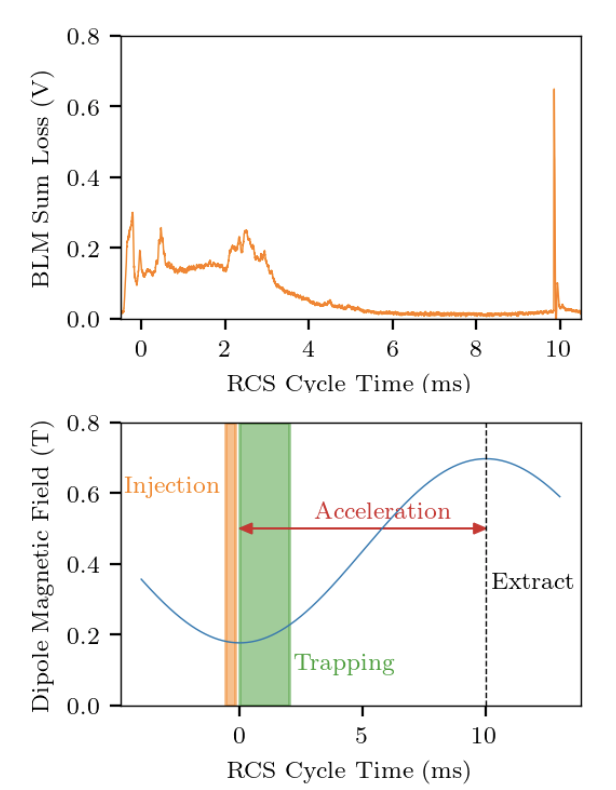 0.8
0.6
0.4
0.2
0.0
BLM Sum Loss (V)
0 2 4 6 8 10
RCS Cycle Time (ms)
0.8
0.6
0.4
0.2
0.0
Dipole Magnetic Field (T)
Injection
Acceleration
Extract
Trapping
0 5 10
RCS Cycle Time (ms)